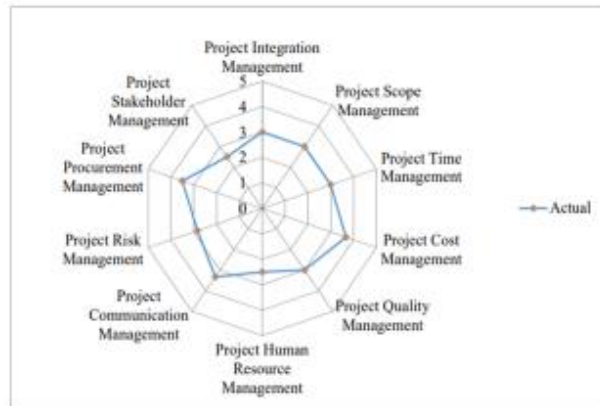 Project Integration
Management
Project Scope
Management
Project Time
Management
Project Cost
Management
Project Quality
Management
Project Human
Resource
Management
Project
Communication
Management
Project Risk
Management
Project
Procurement
Management
Project
Stakeholder
Management
5
4
3
2
1
0
Actual